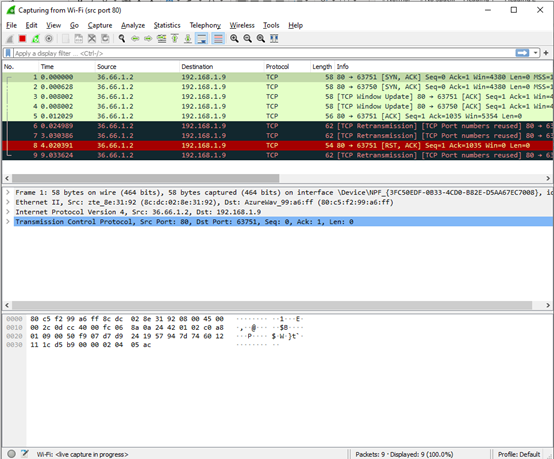 Capturing from Wi-Fi (src port 80)
File Edit View Go Capture Analyze Statistics Telephony Wireless Tools Help
Apply a display filter ... <Ctrl-/>
No. Time Source Destination Protocol Length Info
1 0.000000 36.66.1.2 192.168.1.9 TCP 58 80 → 63751 [SYN, ACK] Seq=0 Ack=1 Win=4380 Len=0 MSS=1
2 0.000628 36.66.1.2 192.168.1.9 TCP 58 80 → 63750 [SYN, ACK] Seq=0 Ack=1 Win=4380 Len=0 MSS=1
3 0.008002 36.66.1.2 192.168.1.9 TCP 58 [TCP Window Update] 80 → 63751 [ACK] Seq=1 Ack=1 Win=4
4 0.008002 36.66.1.2 192.168.1.9 TCP 58 [TCP Window Update] 80 → 63750 [ACK] Seq=1 Ack=1 Win=4
5 0.012029 36.66.1.2 192.168.1.9 TCP 56 80 → 63751 [ACK] Seq=1 Ack=1035 Win=5354 Len=0
6 0.024989 36.66.1.2 192.168.1.9 TCP 62 [TCP Retransmission] [TCP Port numbers reused] 80 → 63
7 3.030386 36.66.1.2 192.168.1.9 TCP 62 [TCP Retransmission] [TCP Port numbers reused] 80 → 63
8 4.020391 36.66.1.2 192.168.1.9 TCP 54 80 → 63751 [RST, ACK] Seq=1 Ack=1035 Win=0 Len=0
9 9.033624 36.66.1.2 192.168.1.9 TCP 62 [TCP Retransmission] [TCP Port numbers reused] 80 → 63
Frame 1: 58 bytes on wire (464 bits), 58 bytes captured (464 bits) on interface \Device\NPF_{3FC50EDF-0B33-4CD0-B82E-D5AA67EC7008}, id
Ethernet II, Src: zte_8e:31:92 (8c:dc:02:8e:31:92), Dst: AzureWav_99:a6:ff (80:c5:f2:99:a6:ff)
Internet Protocol Version 4, Src: 36.66.1.2, Dst: 192.168.1.9
Transmission Control Protocol, Src Port: 80, Dst Port: 63751, Seq: 0, Ack: 1, Len: 0
0000 80 c5 f2 99 a6 ff 8c dc 02 8e 31 92 08 00 45 00 ········ ··1···E·
0010 00 2c 0d cc 40 00 fc 06 8a 0a 24 42 01 02 c0 a8 ·,··@··· ··$B····
0020 01 09 00 50 f9 07 d7 d9 24 19 57 94 7d 74 60 12 ···P···· $·W·}t`·
0030 11 1c d5 b9 00 00 02 04 05 ac ········ ··
Wi-Fi: <live capture in progress> Packets: 9 · Displayed: 9 (100.0%) Profile: Default